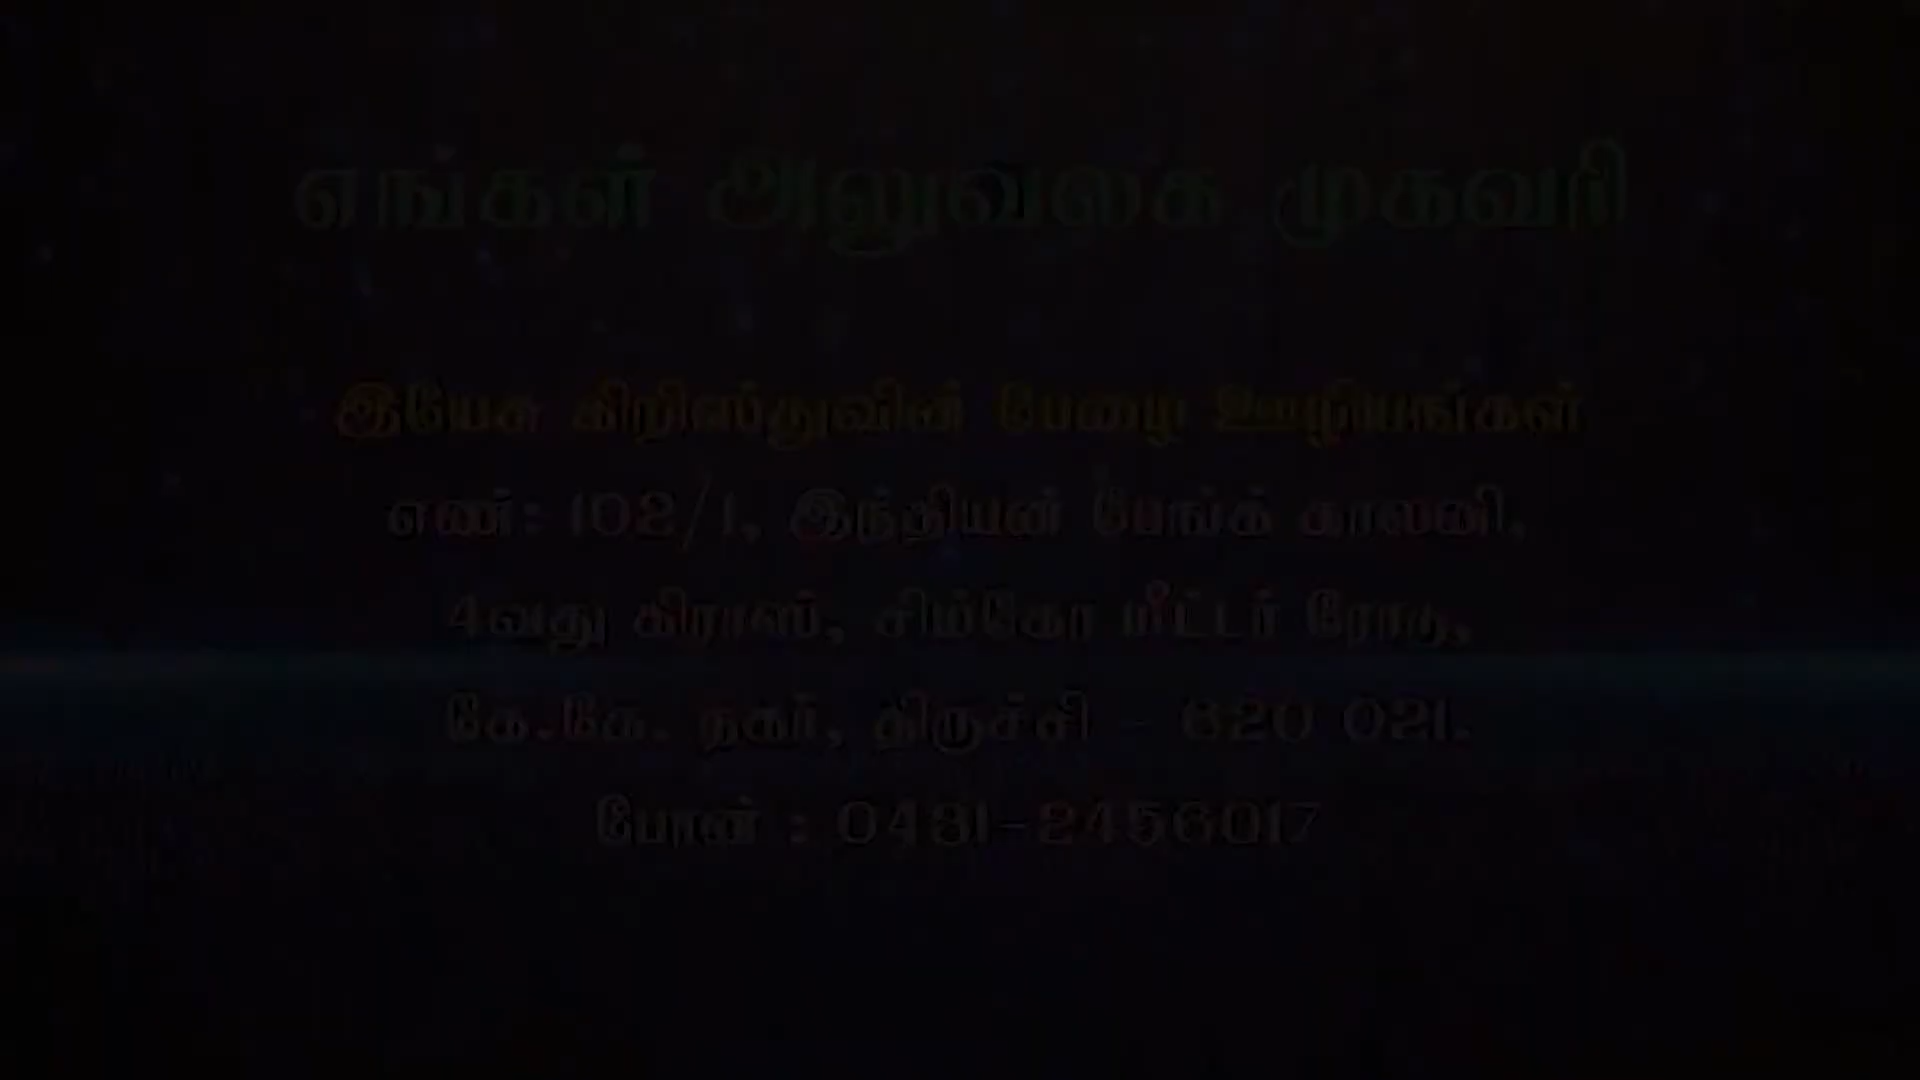 எங்கள் அலுவலக முகவரி
இயேசு கிறிஸ்துவின் பேழை ஊழியங்கள்
எண்: 102/1, இந்தியன் பேங்க் காலனி,
4வது கிராஸ், சிம்கோ மீட்டர் ரோடு,
கே.கே. நகர், திருச்சி - 620 021.
போன் : 0431-2456017